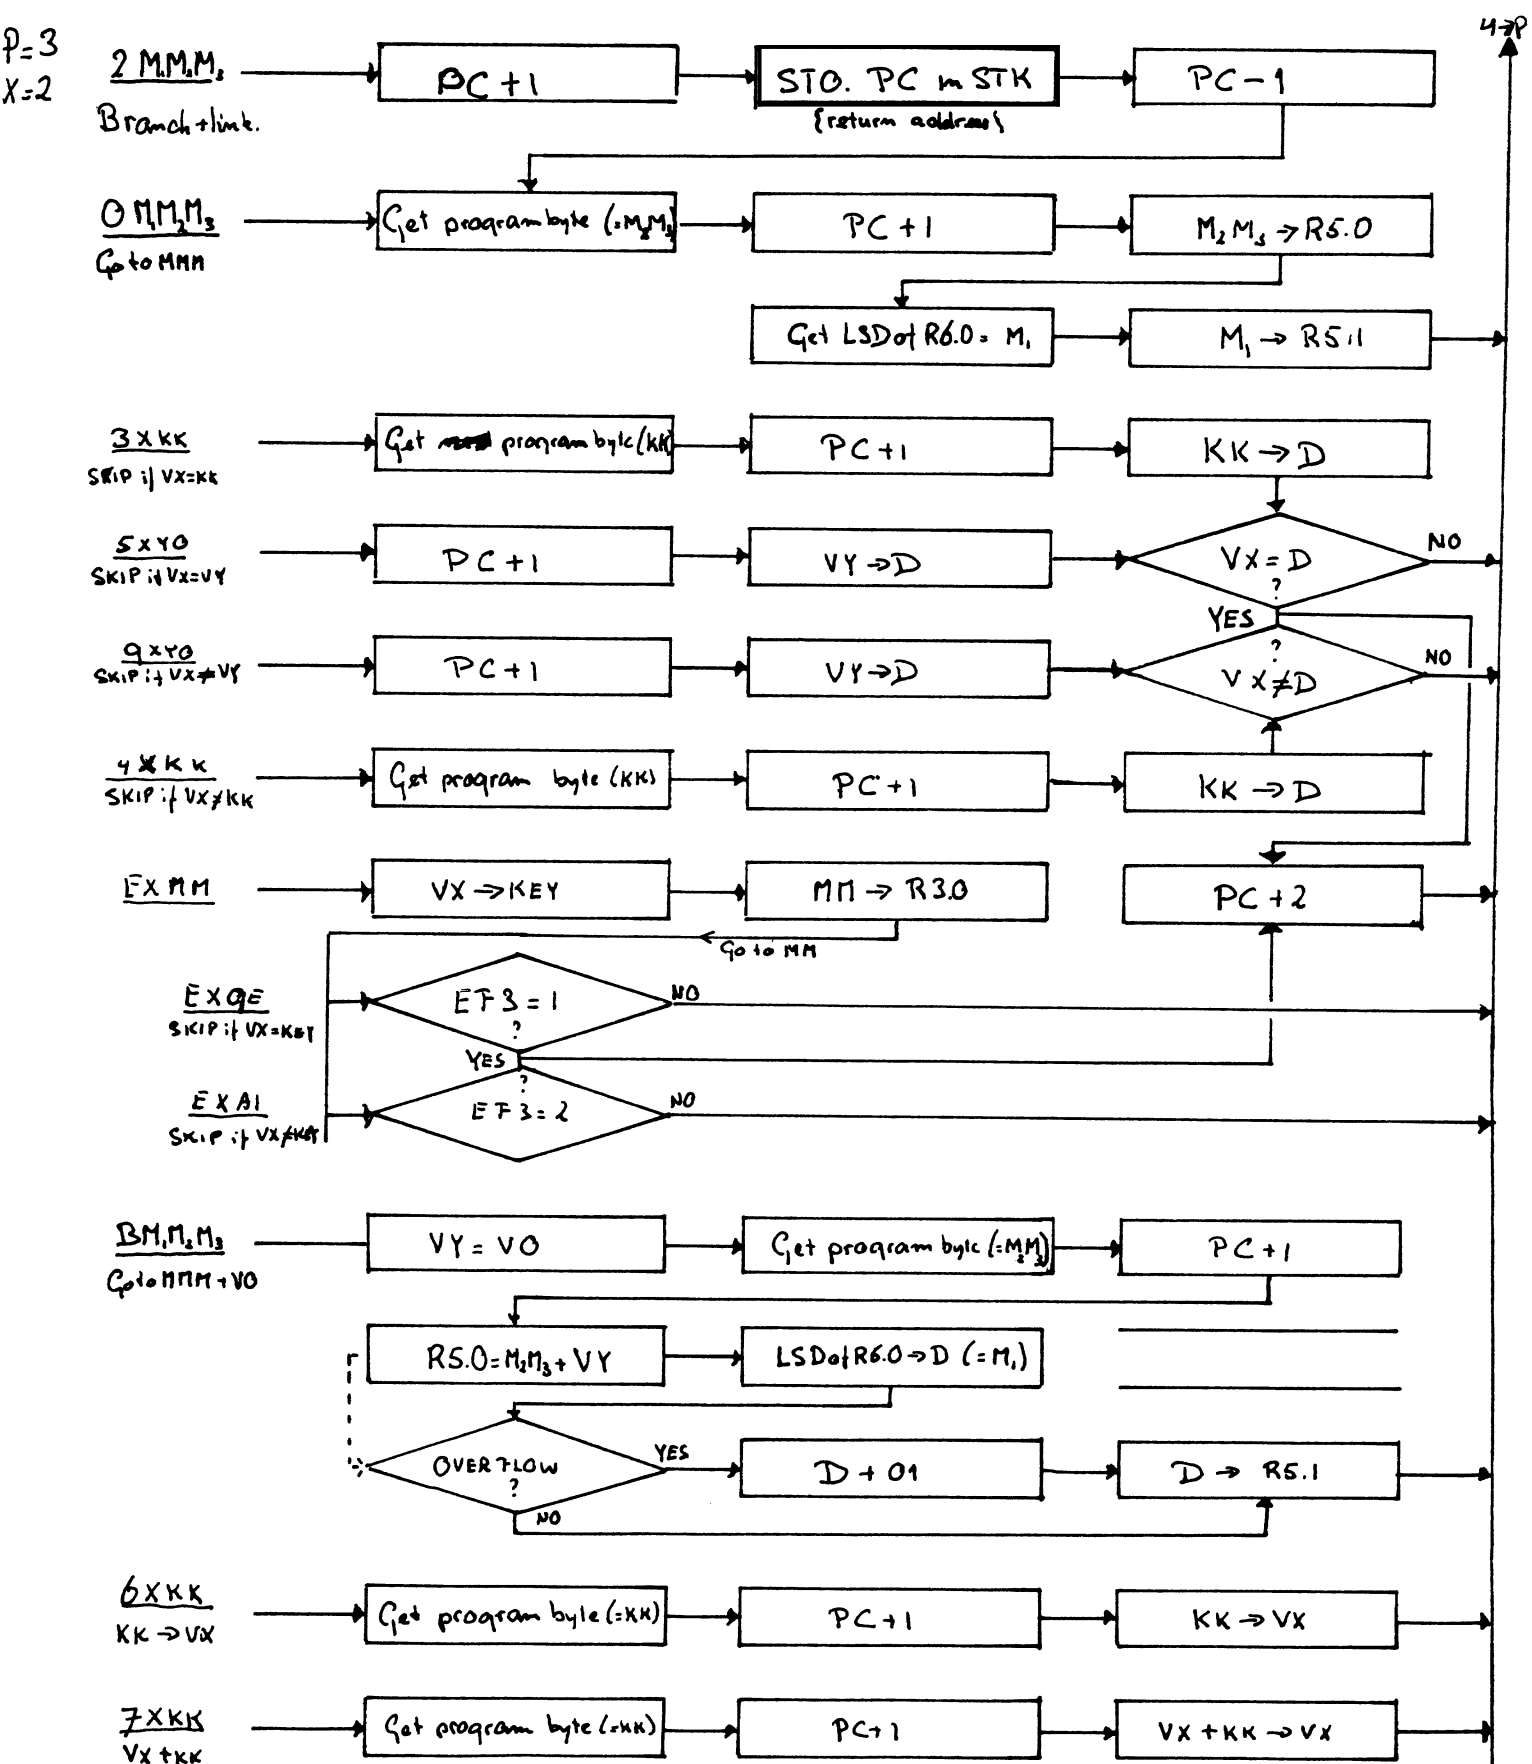 4→P
P=3
X=2
2 M₁M₂M₃
Branch+link.
PC+1
STO. PC in STK
{return address}
PC-1
0 M₁M₂M₃
Go to MMM
Get program byte (=M₂M₃)
PC+1
M₂M₃→R5.0
Get LSD of R6.0 = M₁
M₁→R5.1
3XKK
SKIP if VX=KK
Get program byte (KK)
PC+1
KK→D
5XY0
SKIP if VX=VY
PC+1
VY→D
VX=D
?
NO
YES
9XY0
SKIP if VX≠VY
PC+1
VY→D
?
VX≠D
NO
4XKK
SKIP if VX≠KK
Get program byte (KK)
PC+1
KK→D
EXMM
VX→KEY
MM→R3.0
PC+2
Go to MM
EX9E
SKIP if VX=KEY
EF3=1
?
NO
YES
EXA1
SKIP if VX≠KEY
?
EF3=2
NO
BM₁M₂M₃
Go to MMM+V0
VY=V0
Get program byte (=M₂M₃)
PC+1
R5.0=M₂M₃+VY
LSD of R6.0→D (=M₁)
OVERFLOW
?
YES
NO
D+01
D→R5.1
6XKK
KK→VX
Get program byte (=KK)
PC+1
KK→VX
7XKK
VX+KK
Get program byte (=KK)
PC+1
VX+KK→VX